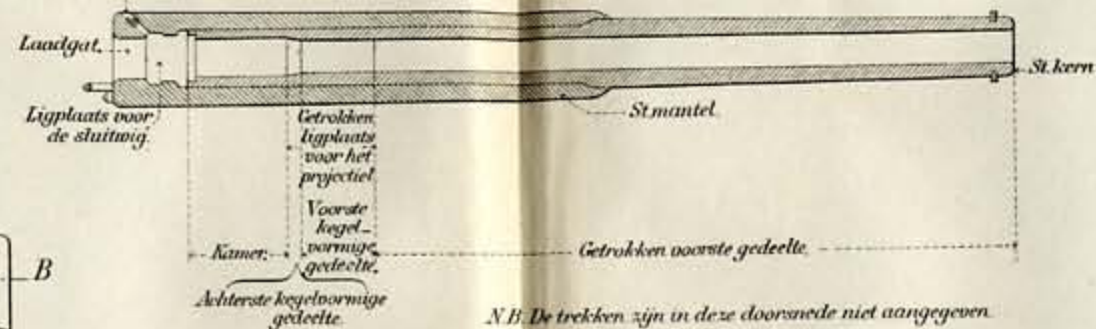 Laadgat.
Ligplaats voor
de sluitwig.
Getrokken
ligplaats
voor het
projectiel.
Voorste
kegel-
vormige
gedeelte.
Kamer.
Achterste kegelvormige
gedeelte.
St. mantel.
St. kern
Getrokken voorste gedeelte.
B
N.B. De trekken zijn in deze doorsnede niet aangegeven.